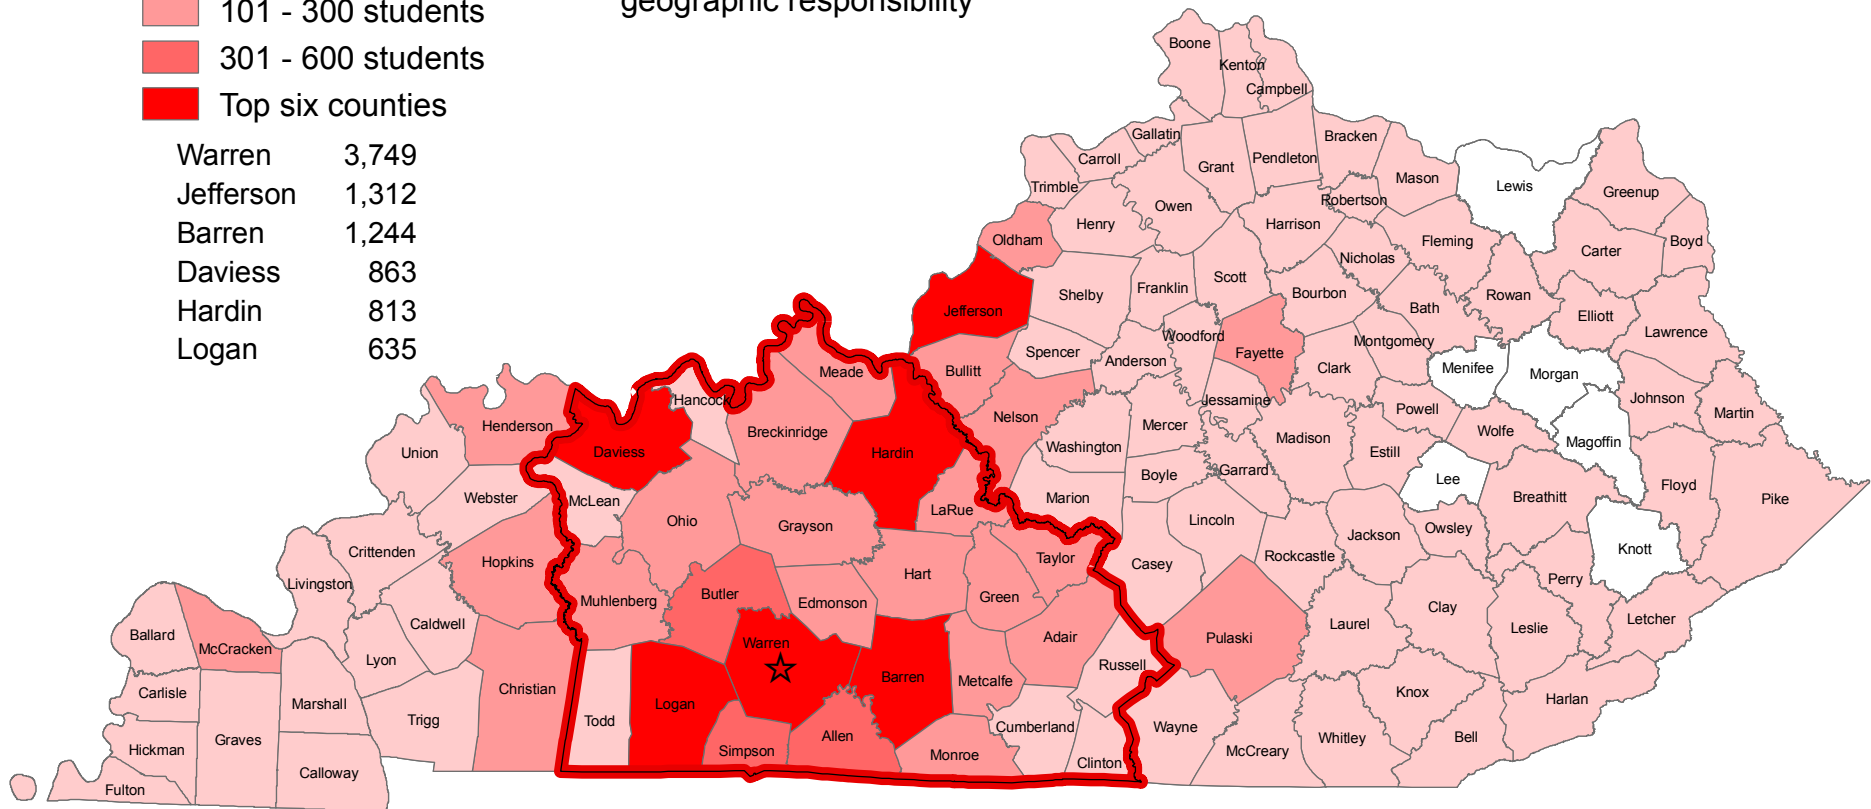 101 - 300 students
geographic responsibility
301 - 600 students
Top six counties
Warren 3,749
Jefferson 1,312
Barren 1,244
Daviess 863
Hardin 813
Logan 635
Boone
Kenton
Campbell
Gallatin
Carroll
Trimble
Grant
Pendleton
Bracken
Mason
Lewis
Greenup
Robertson
Owen
Henry
Oldham
Harrison
Fleming
Carter
Boyd
Nicholas
Jefferson
Shelby
Franklin
Scott
Bourbon
Bath
Rowan
Elliott
Lawrence
Woodford
Fayette
Montgomery
Spencer
Anderson
Clark
Menifee
Morgan
Meade
Bullitt
Hancock
Jessamine
Powell
Johnson
Martin
Henderson
Breckinridge
Nelson
Mercer
Madison
Wolfe
Magoffin
Union
Daviess
Hardin
Washington
Estill
Boyle
Garrard
Lee
Floyd
Pike
Webster
McLean
Marion
Breathitt
LaRue
Ohio
Grayson
Lincoln
Jackson
Owsley
Knott
Crittenden
Hopkins
Taylor
Casey
Rockcastle
Hart
Livingston
Muhlenberg
Butler
Edmonson
Green
Perry
Clay
Letcher
Ballard
McCracken
Caldwell
Warren
Adair
Pulaski
Laurel
Leslie
Lyon
Russell
Carlisle
Christian
Barren
Metcalfe
Knox
Harlan
Marshall
Trigg
Todd
Logan
Cumberland
Wayne
Hickman
Graves
Simpson
Allen
Monroe
McCreary
Whitley
Bell
Clinton
Calloway
Fulton